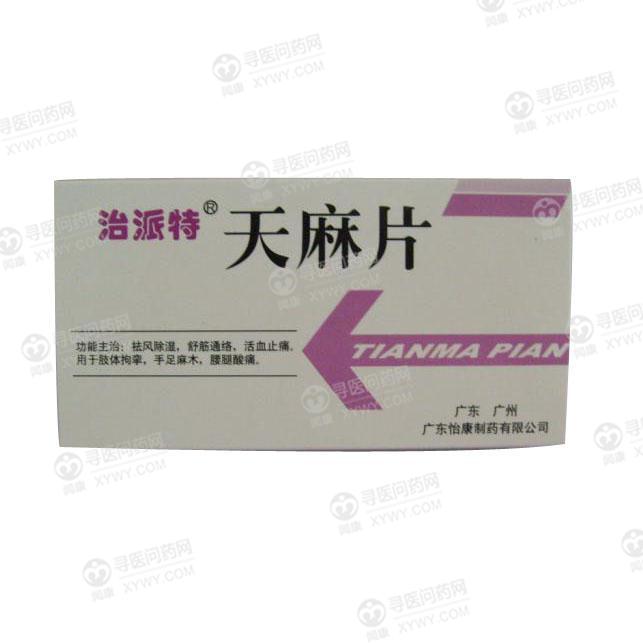 治派特® 天麻片
功能主治：祛风除湿，舒筋通络，活血止痛。
用于肢体拘挛，手足麻木，腰腿酸痛。
TIANMA PIAN
广东 广州
广东怡康制药有限公司
寻医问药网
XYWY.COM
闻康